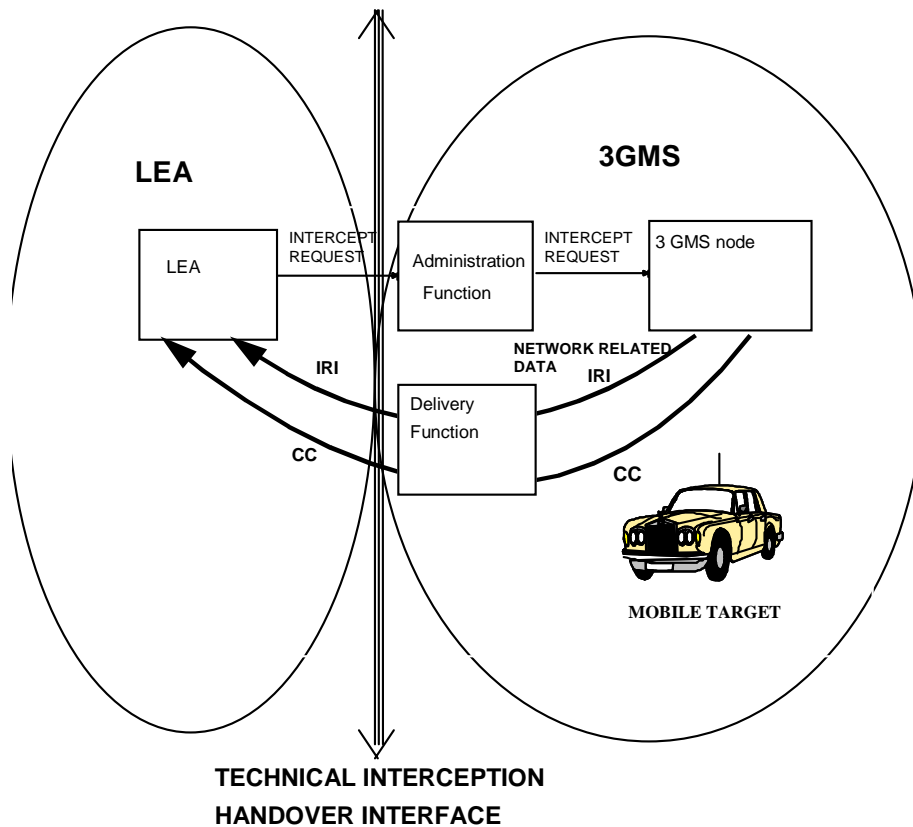 LEA
3GMS
INTERCEPT
REQUEST
INTERCEPT
REQUEST
LEA
Administration
Function
3 GMS node
NETWORK RELATED
DATA
IRI
IRI
Delivery
Function
CC
CC
MOBILE TARGET
TECHNICAL INTERCEPTION
HANDOVER INTERFACE